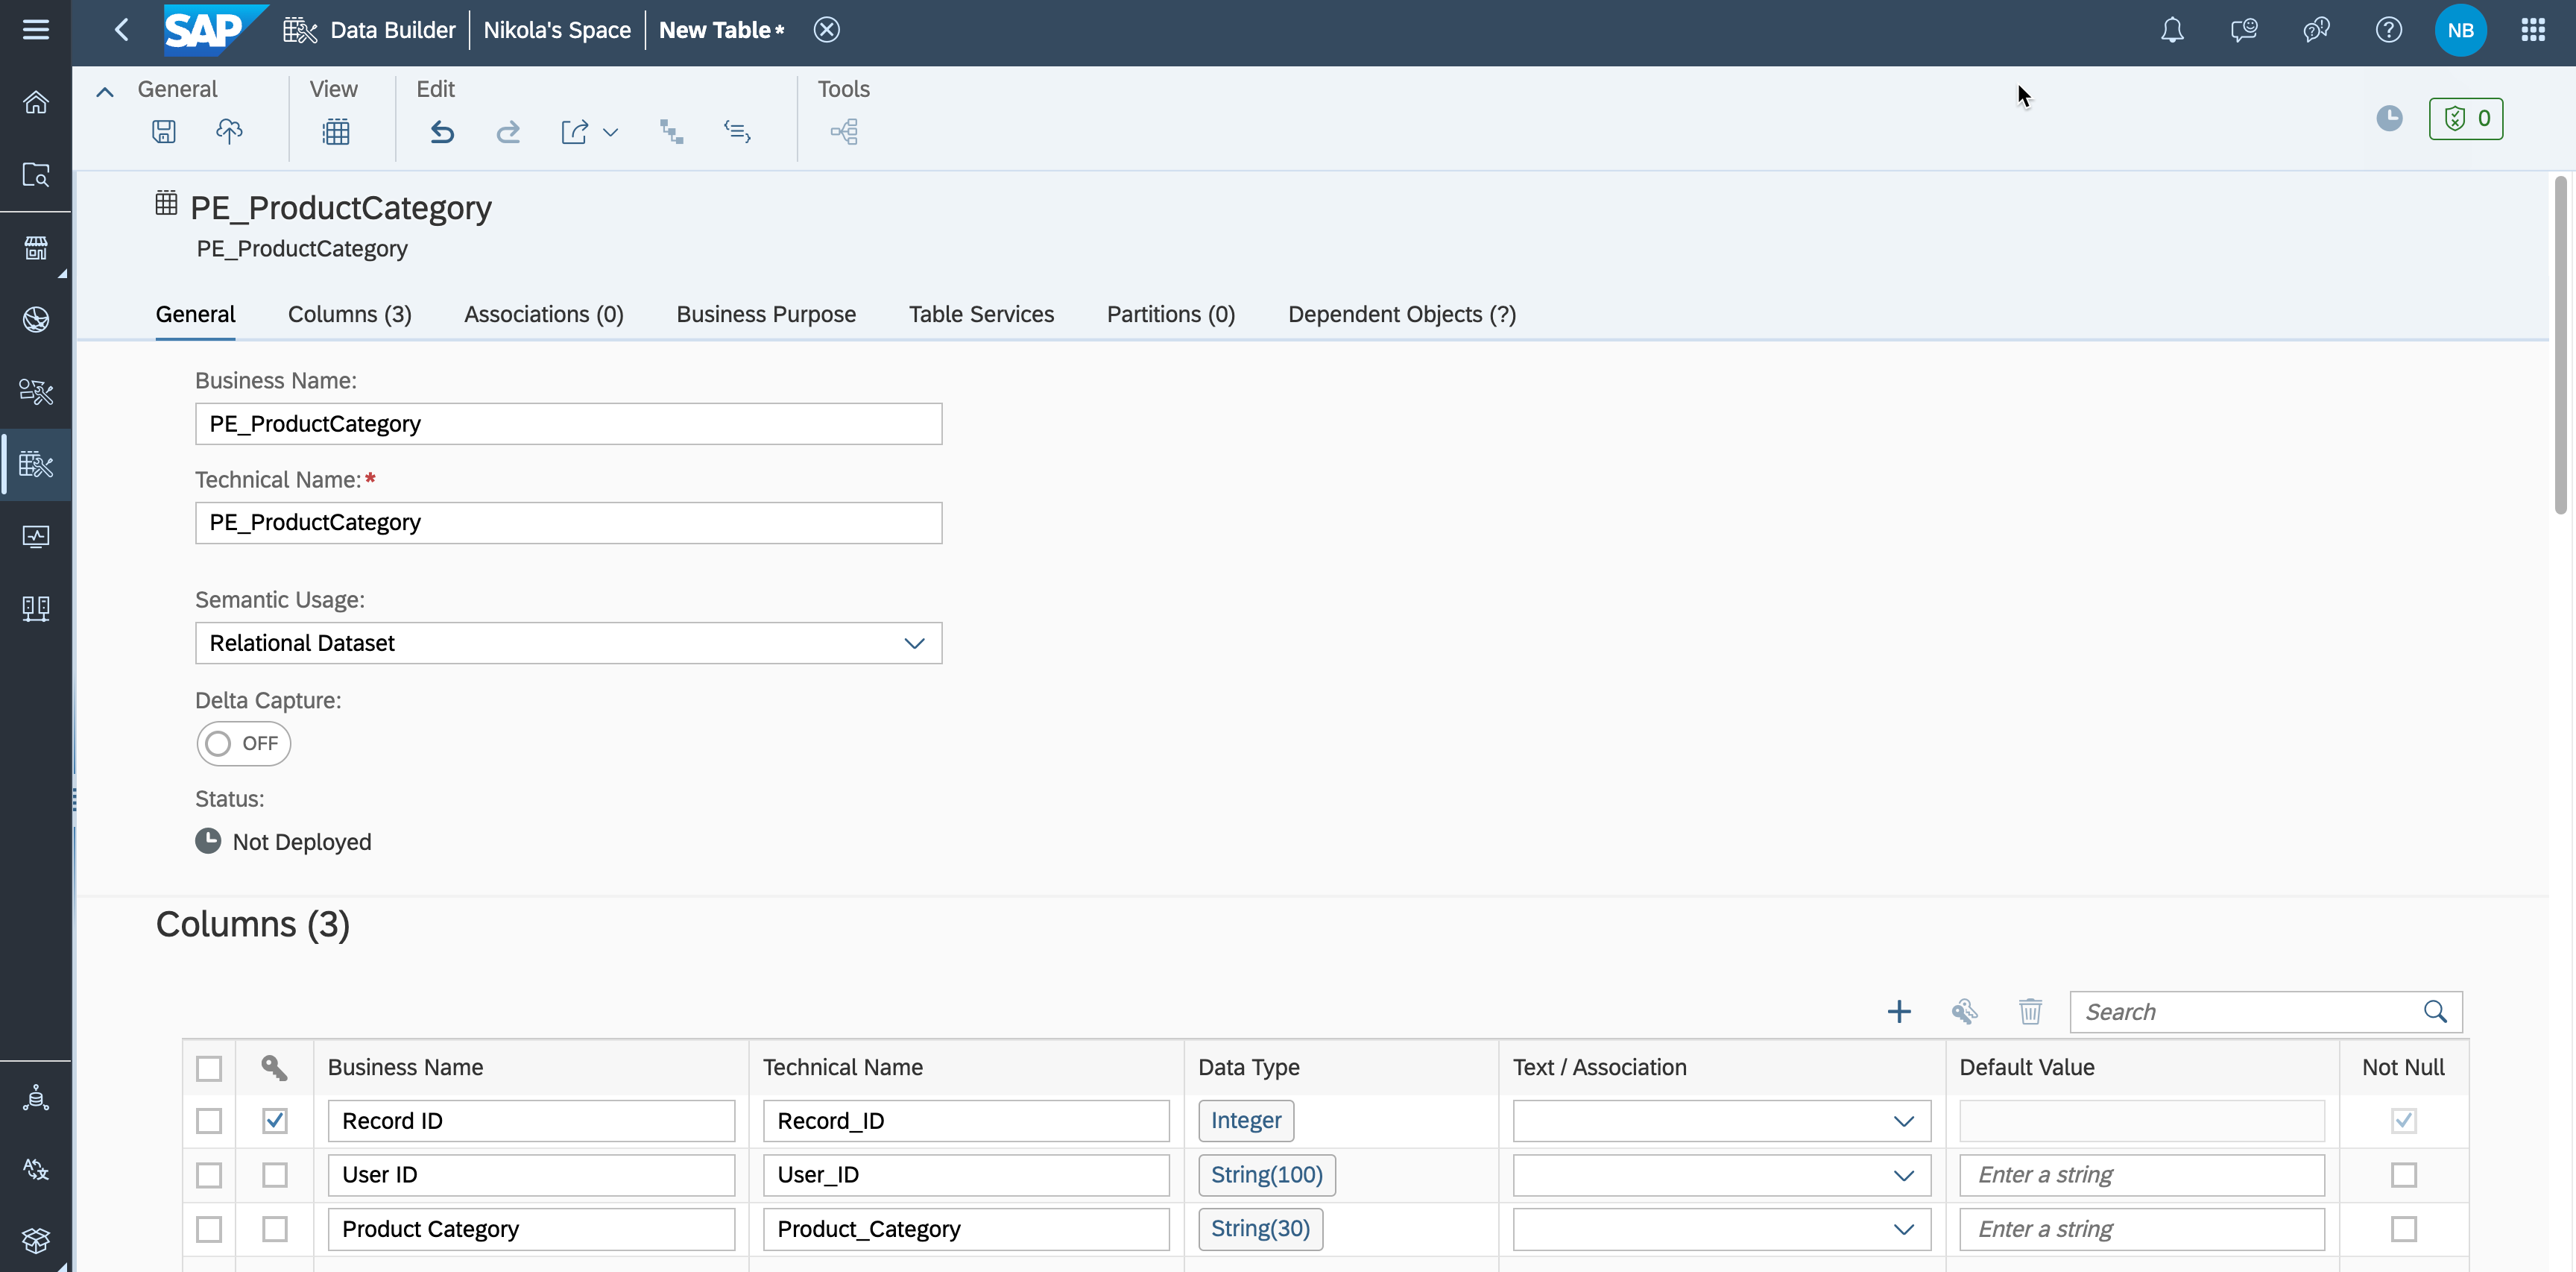 SAP Data Builder Nikola's Space New Table* NB
General View Edit Tools
0
PE_ProductCategory
PE_ProductCategory
General Columns (3) Associations (0) Business Purpose Table Services Partitions (0) Dependent Objects (?)
Business Name:
PE_ProductCategory
Technical Name:*
PE_ProductCategory
Semantic Usage:
Relational Dataset
Delta Capture:
OFF
Status:
Not Deployed
Columns (3)
Search
Business Name Technical Name Data Type Text / Association Default Value Not Null
Record ID Record_ID Integer
User ID User_ID String(100) Enter a string
Product Category Product_Category String(30) Enter a string